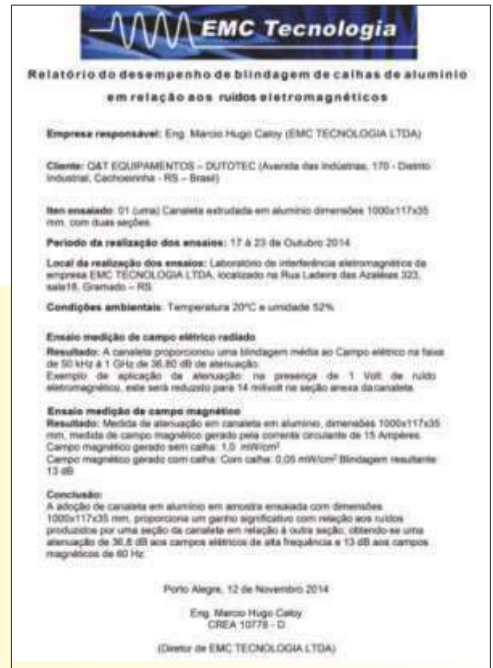 EMC Tecnologia
Relatório do desempenho de blindagem de calhas de alumínio
em relação aos ruídos eletromagnéticos
Empresa responsável: Eng. Marcio Hugo Caloy (EMC TECNOLOGIA LTDA)
Cliente: Q&T EQUIPAMENTOS – DUTOTEC (Avenida das Indústrias, 170 - Distrito
Industrial, Cachoeirinha - RS – Brasil)
Iten ensaiado: 01 (uma) Canaleta extrudada em alumínio dimensões 1000x117x35
mm, com duas seções.
Período da realização dos ensaios: 17 à 23 de Outubro 2014
Local da realização dos ensaios: Laboratório de interferência eletromagnética da
empresa EMC TECNOLOGIA LTDA, localizado na Rua Ladeira das Azaléias 323,
sala18, Gramado – RS
Condições ambientais: Temperatura 20ºC e umidade 52%
Ensaio medição de campo elétrico radiado
Resultado: A canaleta proporcionou uma blindagem média ao Campo elétrico na faixa
de 50 kHz à 1 GHz de 36,80 dB de atenuação.
Exemplo de aplicação da atenuação: na presença de 1 Volt de ruído
eletromagnético, este será reduzido para 14 milivolt na seção anexa da canaleta.
Ensaio medição de campo magnético
Resultado: Medida de atenuação em canaleta em alumínio, dimensões 1000x117x35
mm, medida de campo magnético gerado pela corrente circulante de 15 Ampéres.
Campo magnético gerado sem calha: 1,0 mW/cm²
Campo magnético gerado com calha: Com calha: 0,05 mW/cm² Blindagem resultante:
13 dB
Conclusão:
A adoção de canaleta em alumínio em amostra ensaiada com dimensões
1000x117x35 mm, proporciona um ganho significativo com relação aos ruídos
produzidos por uma seção da canaleta em relação à outra seção, obtendo-se uma
atenuação de 36,8 dB aos campos elétricos de alta frequência e 13 dB aos campos
magnéticos de 60 Hz
Porto Alegre, 12 de Novembro 2014
Eng. Marcio Hugo Caloy
CREA 10778 - D
(Diretor de EMC TECNOLOGIA LTDA)